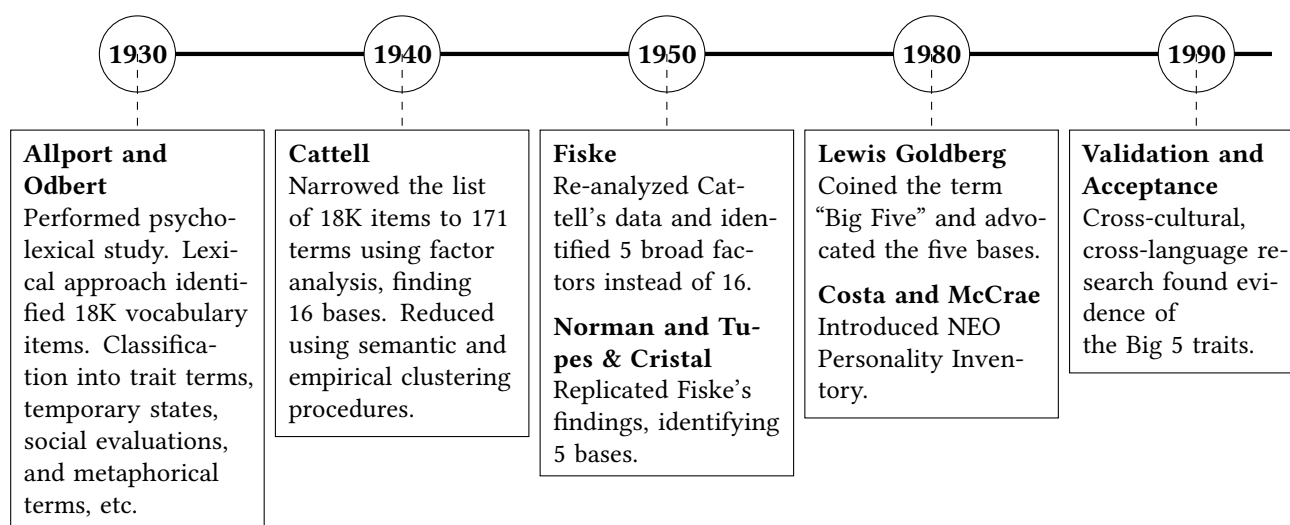 1930
1940
1950
1980
1990
Allport and
Odbert
Performed psycho-
lexical study. Lexi-
cal approach identi-
fied 18K vocabulary
items. Classifica-
tion into trait terms,
temporary states,
social evaluations,
and metaphorical
terms, etc.
Cattell
Narrowed the list
of 18K items to 171
terms using factor
analysis, finding
16 bases. Reduced
using semantic and
empirical clustering
procedures.
Fiske
Re-analyzed Cat-
tell’s data and iden-
tified 5 broad fac-
tors instead of 16.
Norman and Tu-
pes & Cristal
Replicated Fiske’s
findings, identifying
5 bases.
Lewis Goldberg
Coined the term
“Big Five” and advo-
cated the five bases.
Costa and McCrae
Introduced NEO
Personality Inven-
tory.
Validation and
Acceptance
Cross-cultural,
cross-language re-
search found evi-
dence of
the Big 5 traits.